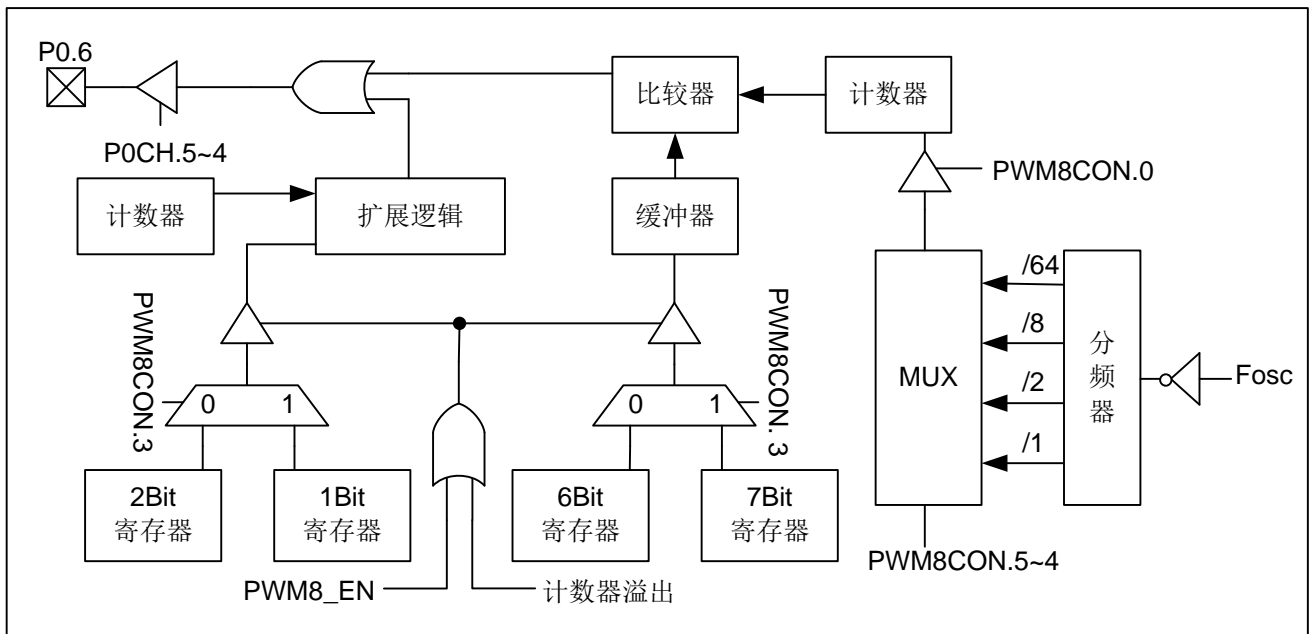 P0.6
P0CH.5~4
比较器
计数器
PWM8CON.0
计数器
扩展逻辑
缓冲器
MUX
/64
/8
/2
/1
分频器
Fosc
PWM8CON.3
0 1
0 1
PWM8CON. 3
2Bit
寄存器
1Bit
寄存器
6Bit
寄存器
7Bit
寄存器
PWM8CON.5~4
PWM8_EN
计数器溢出